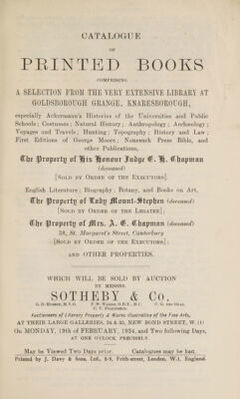 CATALOGUE
OF
PRINTED BOOKS
COMPRISING
A SELECTION FROM THE VERY EXTENSIVE LIBRARY AT
GOLDSBOROUGH GRANGE, KNARESBOROUGH,
especially Ackermann's Histories of the Universities and Public
Schools; Costumes; Natural History; Anthropology; Archæology;
Voyages and Travels; Hunting; Topography; History and Law;
First Editions of George Moore; Nonesuch Press Bible, and
other Publications,
The Property of His Honour Judge C. H. Chapman
(deceased)
[SOLD BY ORDER OF THE EXECUTORS].
English Literature; Biography; Botany, and Books on Art,
The Property of Lady Mount-Stephen (deceased)
[SOLD BY ORDER OF THE LEGATEE];
The Property of Mrs. A. G. Chapman (deceased)
58, St. Margaret's Street, Canterbury
[SOLD BY ORDER OF THE EXECUTORS];
AND OTHER PROPERTIES.
WHICH WILL BE SOLD BY AUCTION
BY MESSRS.
SOTHEBY & Co.
Auctioneers of Literary Property & Works illustrative of the Fine Arts,
AT THEIR LARGE GALLERIES, 34 & 35, NEW BOND STREET, W. (1)
On MONDAY, 19th of FEBRUARY, 1934, and Two following Days,
AT ONE O'CLOCK PRECISELY.
May be Viewed Two Days prior. Catalogues may be had.
Printed by J. Davy & Sons, Ltd., 8-9, Frith-street, London, W.1, England.